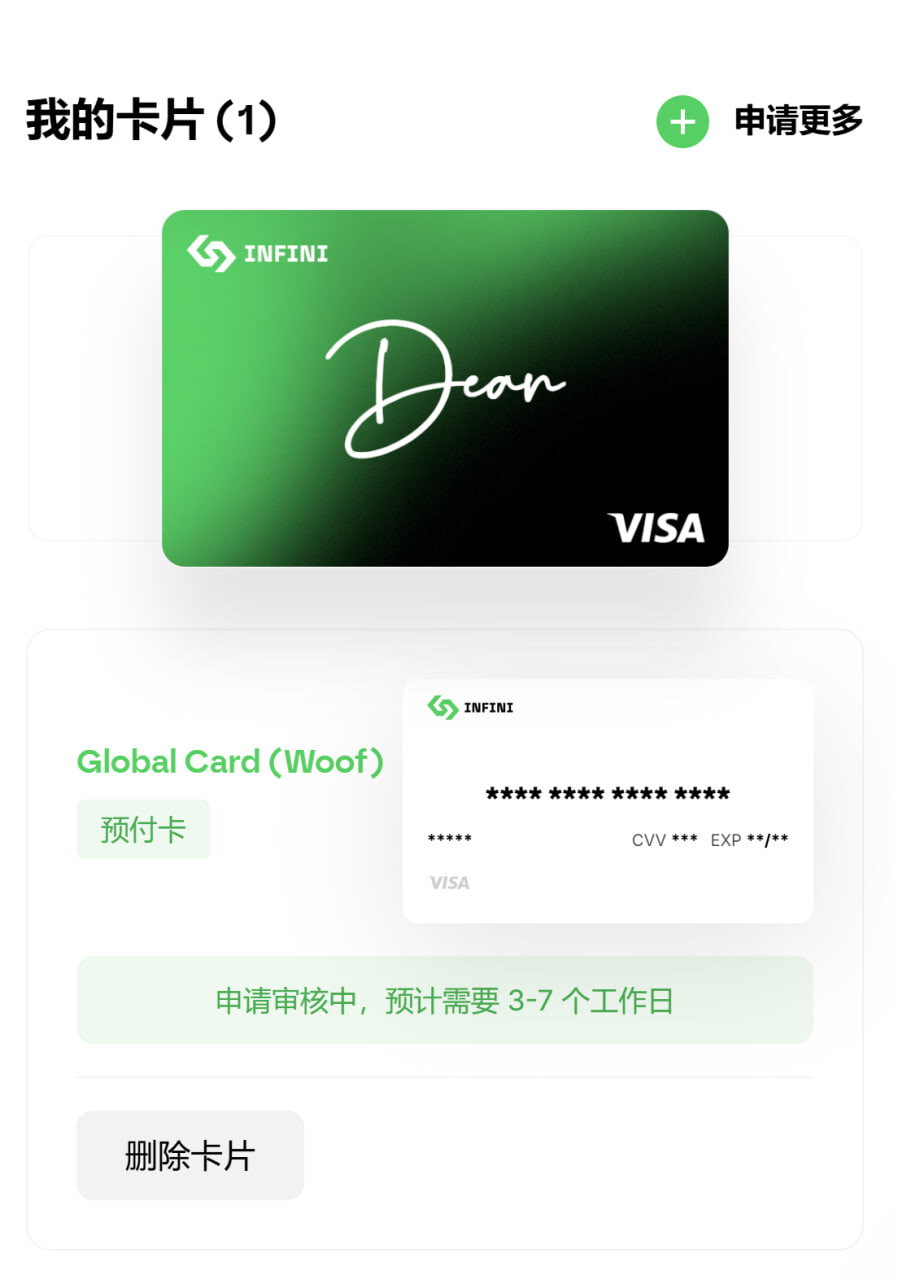 我的卡片 (1)
申请更多
INFINI
Dean
VISA
INFINI
Global Card (Woof)
**** **** **** ****
预付卡
***** CVV *** EXP **/**
VISA
申请审核中，预计需要 3-7 个工作日
删除卡片